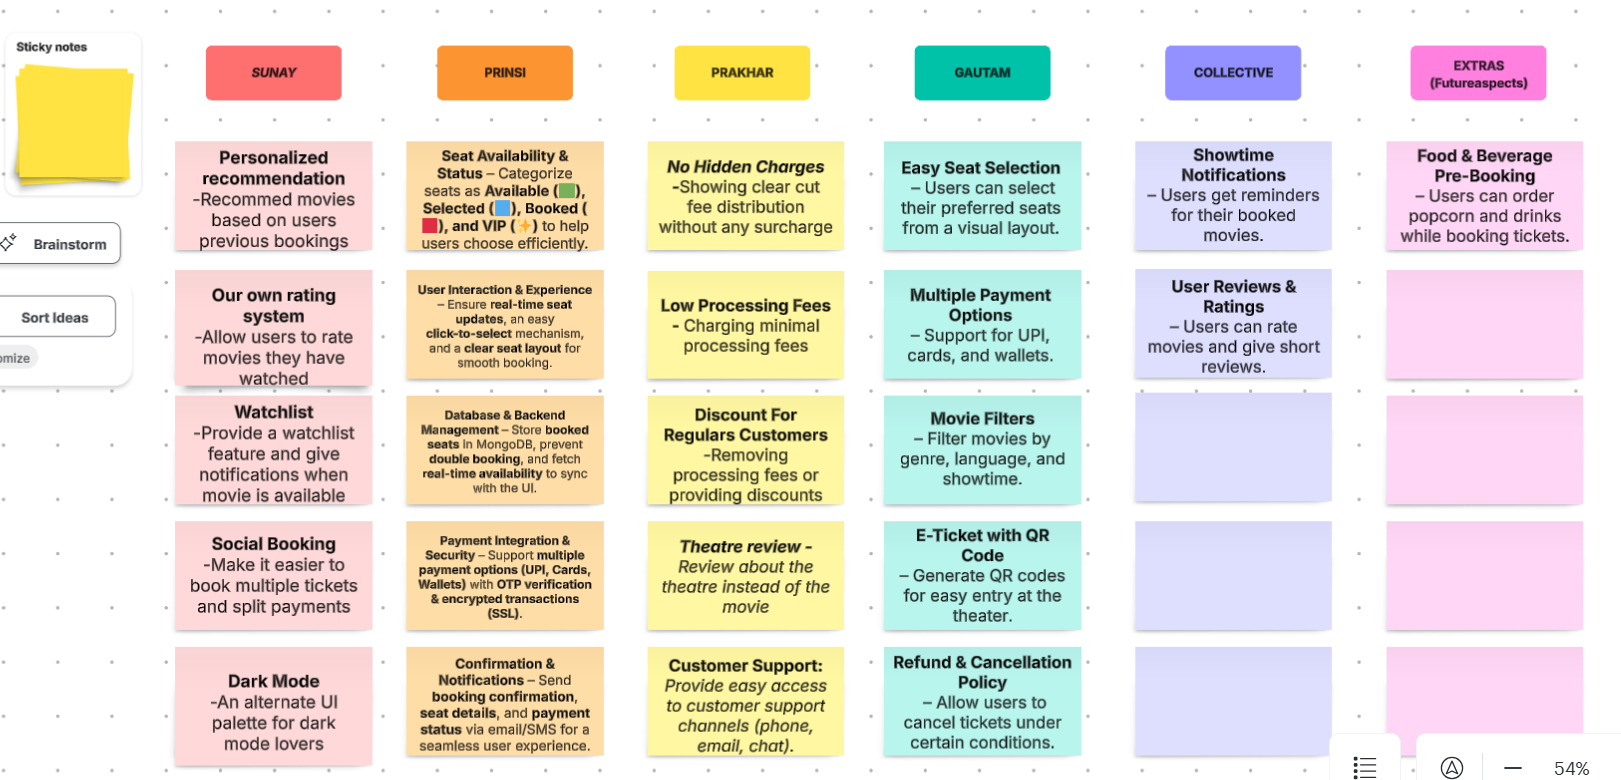 Sticky notes
Brainstorm
Sort Ideas
omize
SUNAY
Personalized
recommendation
-Recommed movies
based on users
previous bookings
Our own rating
system
-Allow users to rate
movies they have
watched
Watchlist
-Provide a watchlist
feature and give
notifications when
movie is available
Social Booking
-Make it easier to
book multiple tickets
and split payments
Dark Mode
-An alternate UI
palette for dark
mode lovers
PRINSI
Seat Availability &
Status – Categorize
seats as Available (🟩),
Selected (🟦), Booked (
🟥), and VIP (✨) to help
users choose efficiently.
User Interaction & Experience
– Ensure real-time seat
updates, an easy
click-to-select mechanism,
and a clear seat layout for
smooth booking.
Database & Backend
Management – Store booked
seats in MongoDB, prevent
double booking, and fetch
real-time availability to sync
with the UI.
Payment Integration &
Security – Support multiple
payment options (UPI, Cards,
Wallets) with OTP verification
& encrypted transactions
(SSL).
Confirmation &
Notifications – Send
booking confirmation,
seat details, and payment
status via email/SMS for a
seamless user experience.
PRAKHAR
No Hidden Charges
-Showing clear cut
fee distribution
without any surcharge
Low Processing Fees
- Charging minimal
processing fees
Discount For
Regulars Customers
-Removing
processing fees or
providing discounts
Theatre review -
Review about the
theatre instead of the
movie
Customer Support:
Provide easy access
to customer support
channels (phone,
email, chat).
GAUTAM
Easy Seat Selection
– Users can select
their preferred seats
from a visual layout.
Multiple Payment
Options
– Support for UPI,
cards, and wallets.
Movie Filters
– Filter movies by
genre, language, and
showtime.
E-Ticket with QR
Code
– Generate QR codes
for easy entry at the
theater.
Refund & Cancellation
Policy
– Allow users to
cancel tickets under
certain conditions.
COLLECTIVE
Showtime
Notifications
– Users get reminders
for their booked
movies.
User Reviews &
Ratings
– Users can rate
movies and give short
reviews.
EXTRAS
(Futureaspects)
Food & Beverage
Pre-Booking
– Users can order
popcorn and drinks
while booking tickets.
54%